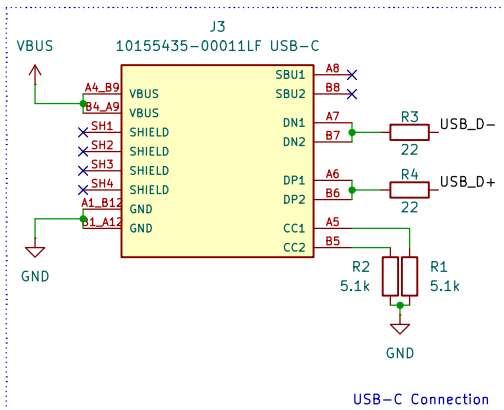 J3
10155435-00011LF USB-C
VBUS
A4_B9 VBUS
B4_A9 VBUS
SH1 SHIELD
SH2 SHIELD
SH3 SHIELD
SH4 SHIELD
A1_B12 GND
B1_A12 GND
GND
SBU1 A8
SBU2 B8
DN1 A7
DN2 B7
R3
22
USB_D-
DP1 A6
DP2 B6
R4
22
USB_D+
CC1 A5
CC2 B5
R2
5.1k
R1
5.1k
GND
USB-C Connection